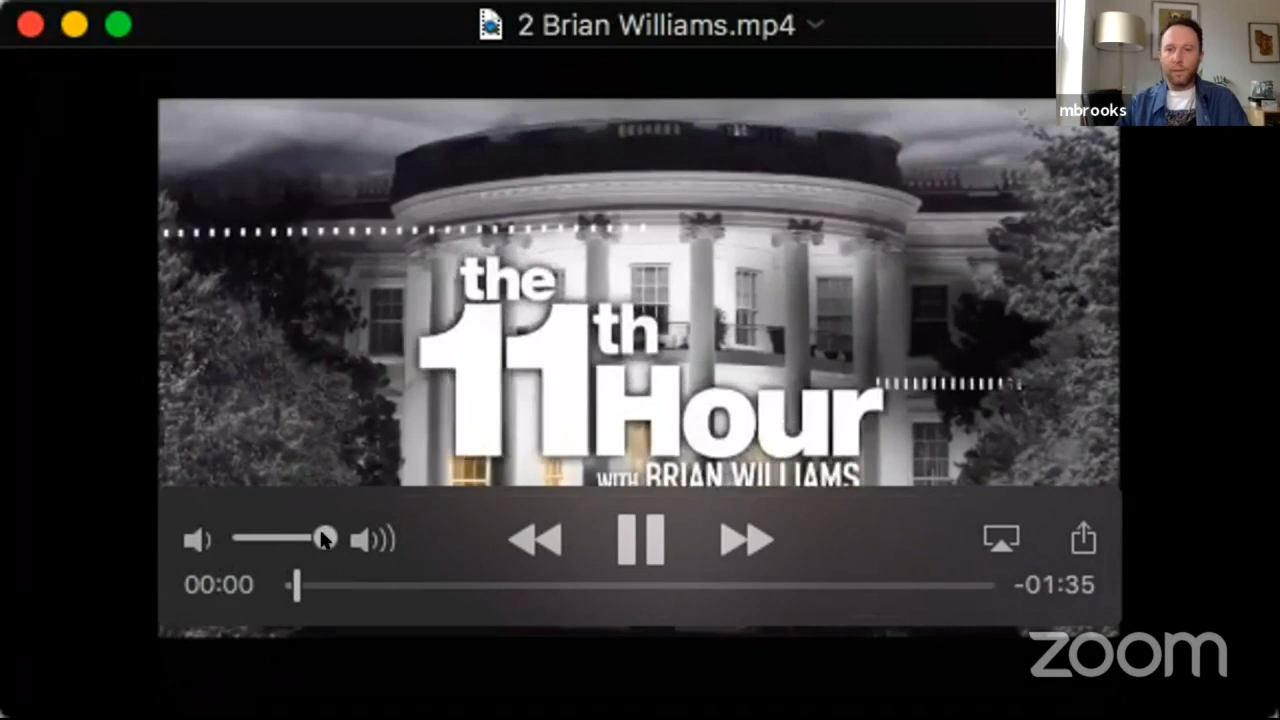 2 Brian Williams.mp4
mbrooks
the
11th
Hour
WITH BRIAN WILLIAMS
00:00
-01:35
zoom